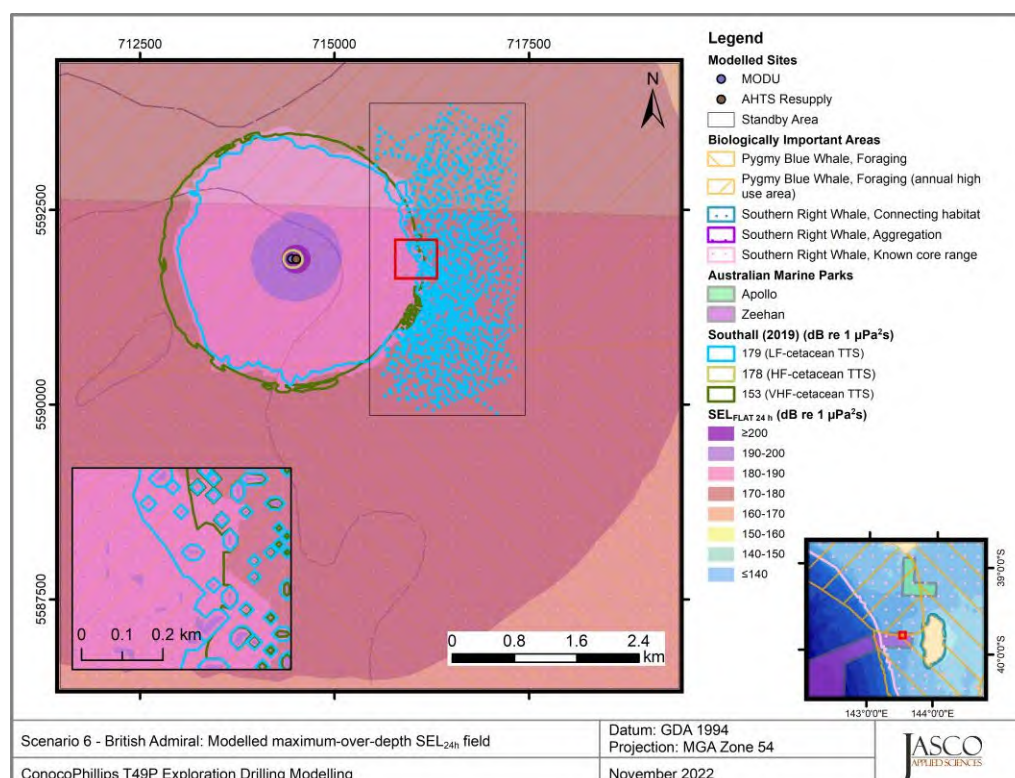 712500
715000
717500
5592500
5590000
5587500
N
0 0.1 0.2 km
0 0.8 1.6 2.4
km
Legend
Modelled Sites
MODU
AHTS Resupply
Standby Area
Biologically Important Areas
Pygmy Blue Whale, Foraging
Pygmy Blue Whale, Foraging (annual high
use area)
Southern Right Whale, Connecting habitat
Southern Right Whale, Aggregation
Southern Right Whale, Known core range
Australian Marine Parks
Apollo
Zeehan
Southall (2019) (dB re 1 µPa²s)
179 (LF-cetacean TTS)
178 (HF-cetacean TTS)
153 (VHF-cetacean TTS)
SEL FLAT 24 h (dB re 1 µPa²s)
≥200
190-200
180-190
170-180
160-170
150-160
140-150
≤140
39°0'0"S
40°0'0"S
143°0'0"E 144°0'0"E
Scenario 6 - British Admiral: Modelled maximum-over-depth SEL24h field
Datum: GDA 1994
Projection: MGA Zone 54
ConocoPhillips T49P Exploration Drilling Modelling
November 2022
JASCO
APPLIED SCIENCES